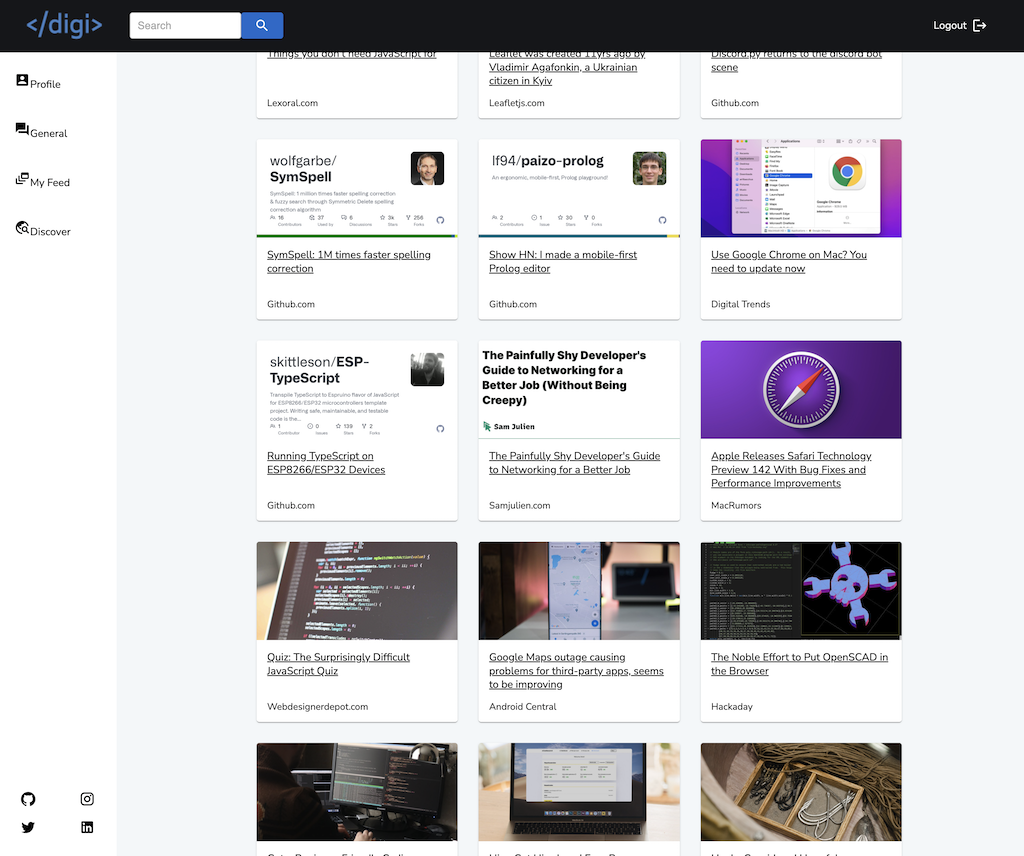 </digi>
Search
Logout
Profile
General
My Feed
Discover
Things you don't need JavaScript for
Lexoral.com
Leaflet was created 11yrs ago by
Vladimir Agafonkin, a Ukrainian
citizen in Kyiv
Leafletjs.com
Discord.py returns to the discord bot
scene
Github.com
wolfgarbe/
SymSpell
SymSpell: 1 million times faster spelling correction
& fuzzy search through Symmetric Delete spelling
correction algorithm
16 37 6 3k 256
Contributors Used by Discussions Stars Forks
SymSpell: 1M times faster spelling
correction
Github.com
lf94/paizo-prolog
An ergonomic, mobile-first, Prolog playground!
2 1 30 0
Contributors Issue Stars Forks
Show HN: I made a mobile-first
Prolog editor
Github.com
Applications
Google Chrome
Use Google Chrome on Mac? You
need to update now
Digital Trends
skittleson/ESP-
TypeScript
Transpile TypeScript to Espruino flavor of JavaScript
for ESP8266/ESP32 microcontrollers template
project. Writing safe, maintainable, and testable
code is the...
1 0 139 2
Contributor Issues Stars Forks
Running TypeScript on
ESP8266/ESP32 Devices
Github.com
The Painfully Shy Developer's
Guide to Networking for a
Better Job (Without Being
Creepy)
Sam Julien
The Painfully Shy Developer's Guide
to Networking for a Better Job
Samjulien.com
Apple Releases Safari Technology
Preview 142 With Bug Fixes and
Performance Improvements
MacRumors
Quiz: The Surprisingly Difficult
JavaScript Quiz
Webdesignerdepot.com
Google Maps outage causing
problems for third-party apps, seems
to be improving
Android Central
The Noble Effort to Put OpenSCAD in
the Browser
Hackaday